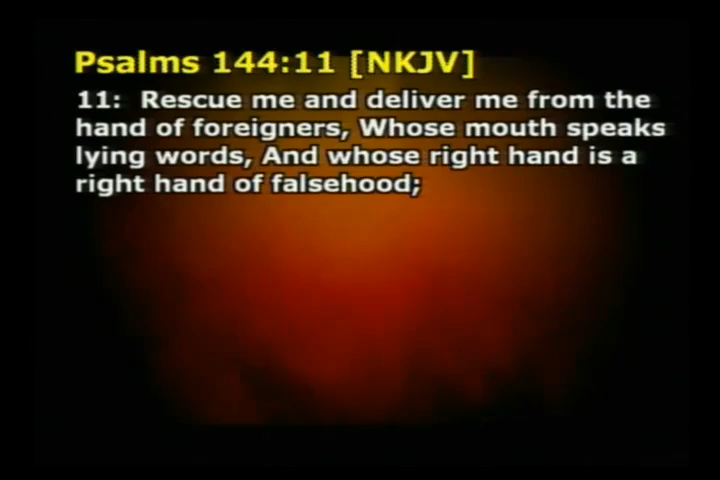 Psalms 144:11 [NKJV]
11: Rescue me and deliver me from the
hand of foreigners, Whose mouth speaks
lying words, And whose right hand is a
right hand of falsehood;